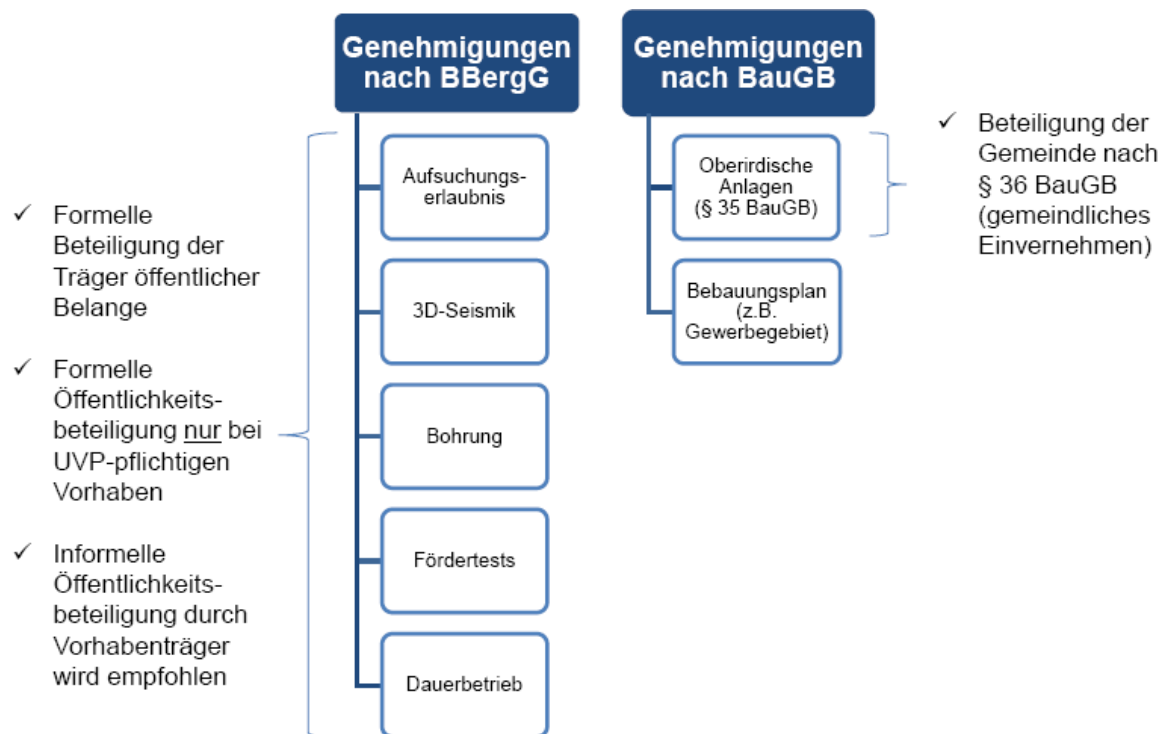 Genehmigungen
nach BBergG
Genehmigungen
nach BauGB
✓ Formelle
Beteiligung der
Träger öffentlicher
Belange
✓ Formelle
Öffentlichkeits-
beteiligung nur bei
UVP-pflichtigen
Vorhaben
✓ Informelle
Öffentlichkeits-
beteiligung durch
Vorhabenträger
wird empfohlen
Aufsuchungs-
erlaubnis
3D-Seismik
Bohrung
Fördertests
Dauerbetrieb
Oberirdische
Anlagen
(§ 35 BauGB)
Bebauungsplan
(z.B.
Gewerbegebiet)
✓ Beteiligung der
Gemeinde nach
§ 36 BauGB
(gemeindliches
Einvernehmen)